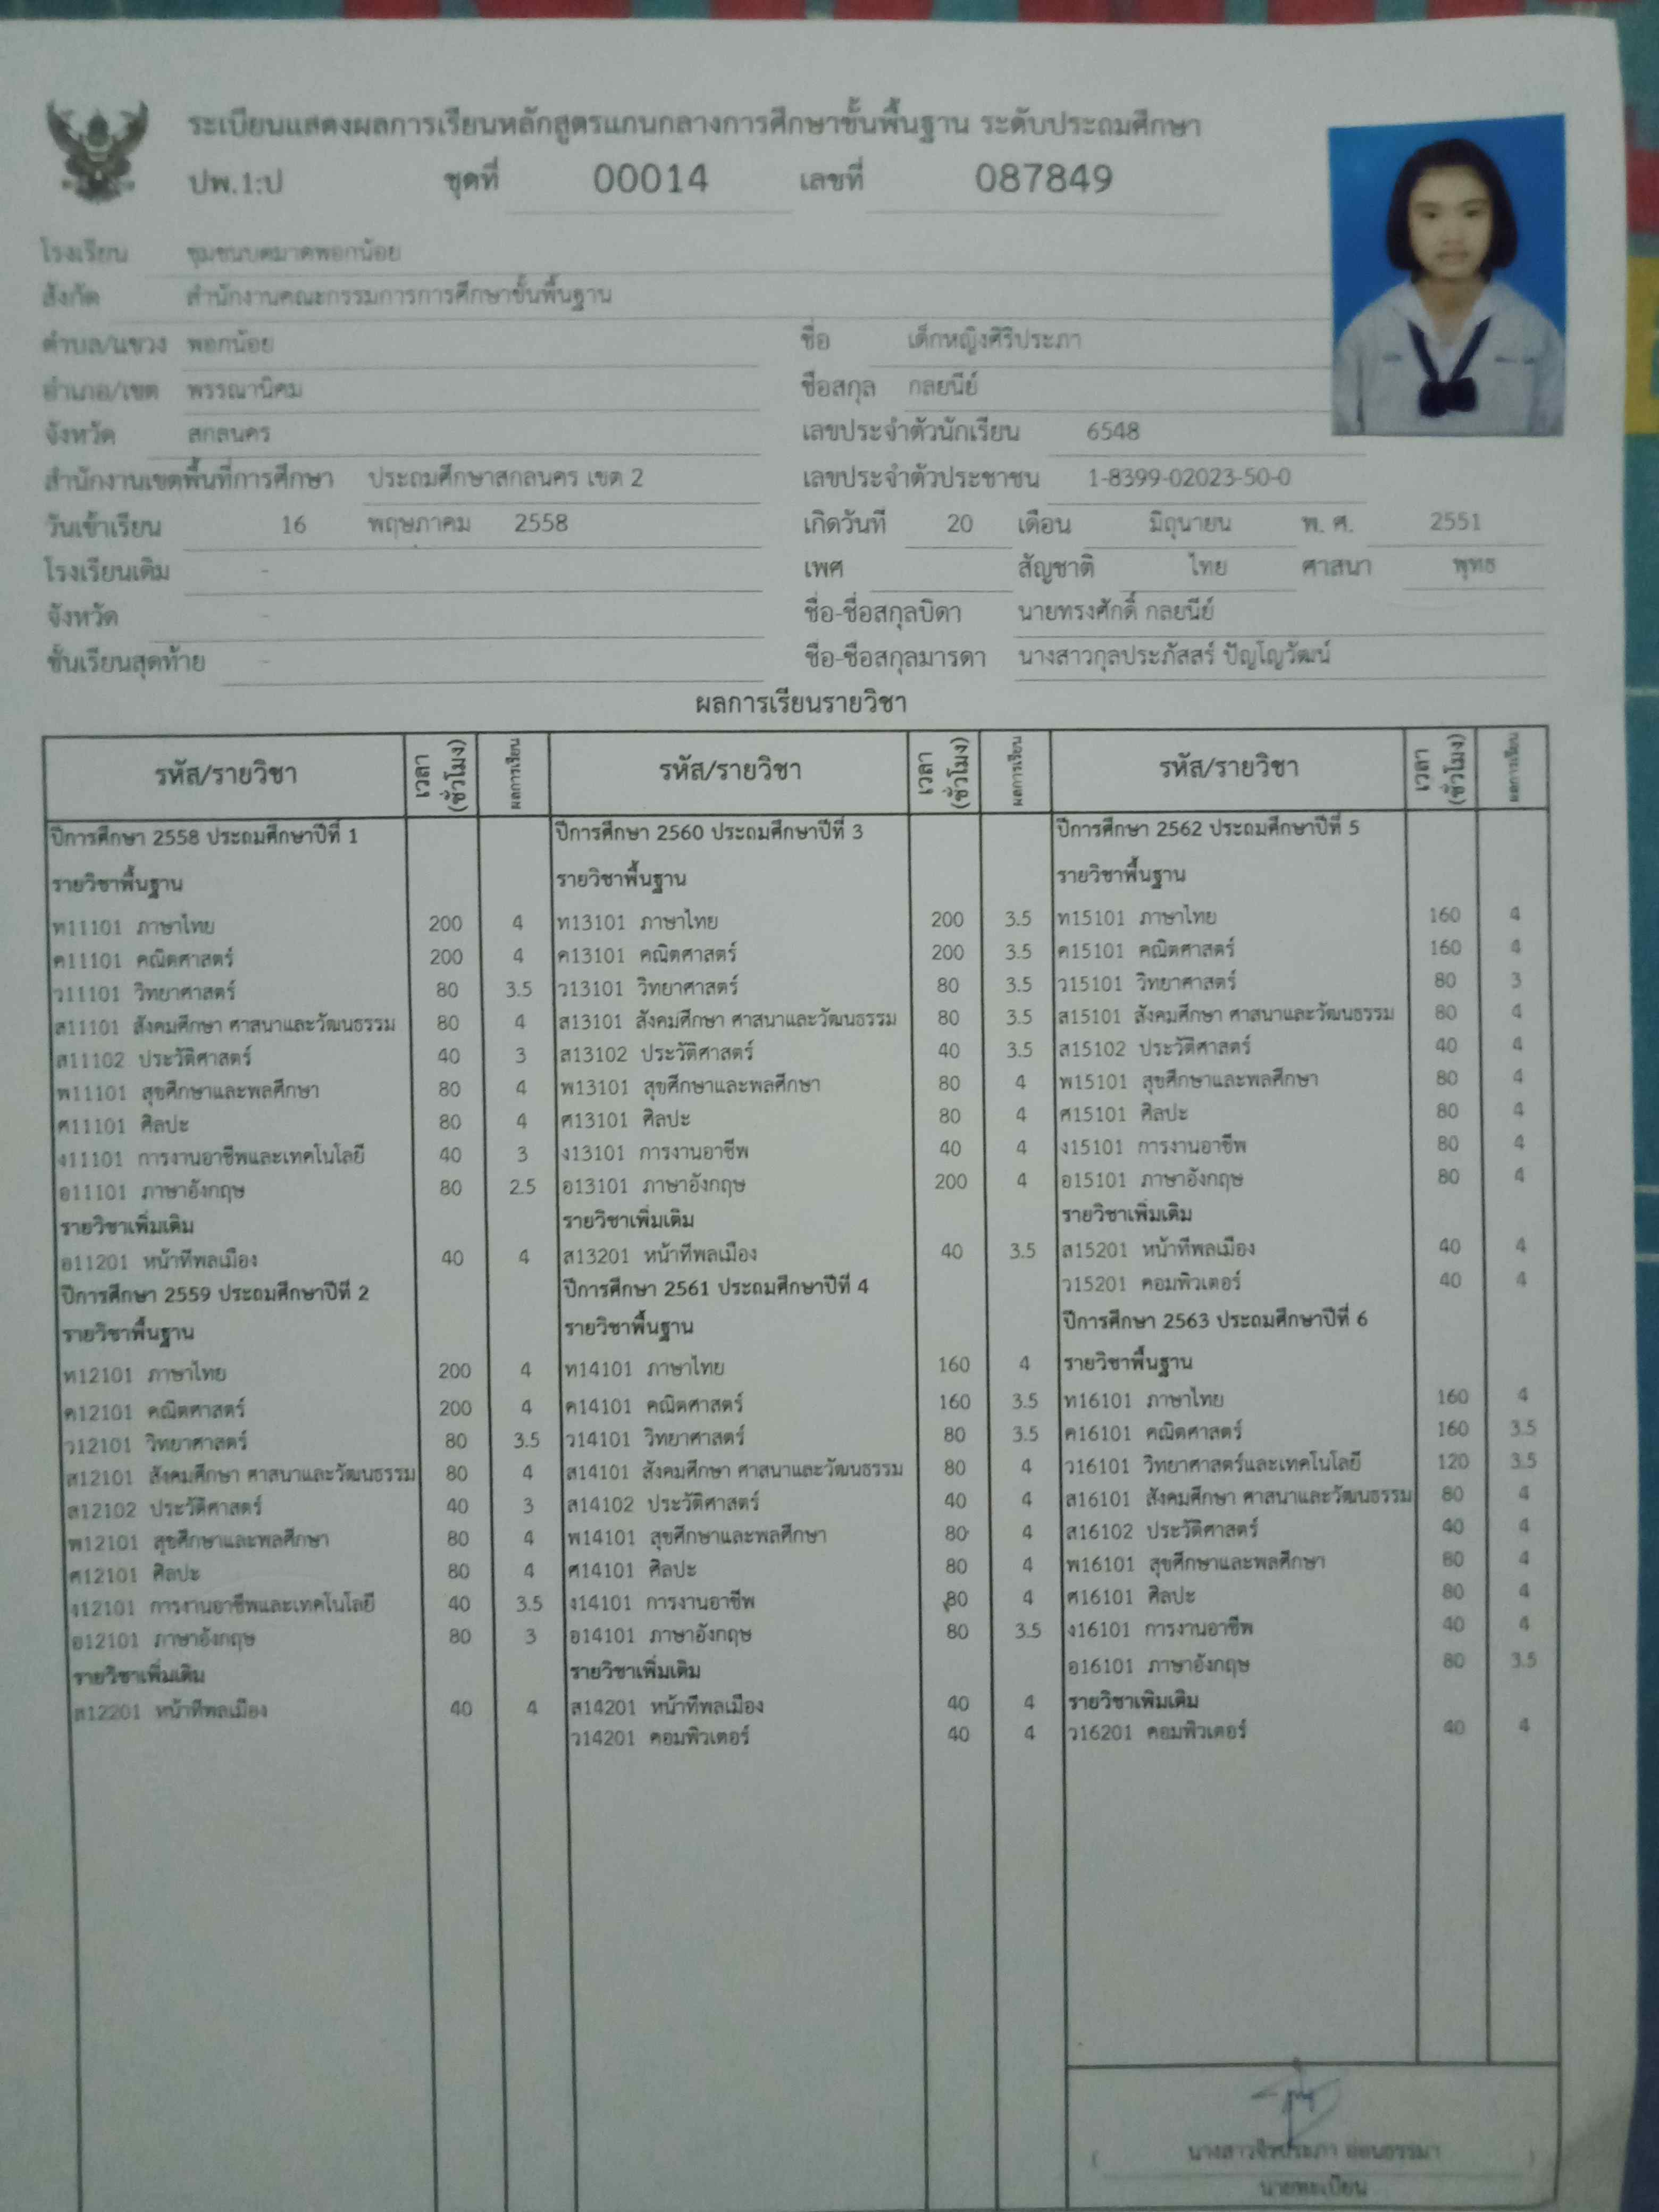 ระเบียนแสดงผลการเรียนหลักสูตรแกนกลางการศึกษาขั้นพื้นฐาน ระดับประถมศึกษา
ปพ.1:ป ชุดที่ 00014 เลขที่ 087849
โรงเรียน ชุมชนบดมาดพอกน้อย
สังกัด สำนักงานคณะกรรมการการศึกษาขั้นพื้นฐาน
ตำบล/แขวง พอกน้อย ชื่อ เด็กหญิงศิริประภา
อำเภอ/เขต พรรณานิคม ชื่อสกุล กลยนีย์
จังหวัด สกลนคร เลขประจำตัวนักเรียน 6548
สำนักงานเขตพื้นที่การศึกษา ประถมศึกษาสกลนคร เขต 2 เลขประจำตัวประชาชน 1-8399-02023-50-0
วันเข้าเรียน 16 พฤษภาคม 2558 เกิดวันที่ 20 เดือน มิถุนายน พ. ศ. 2551
โรงเรียนเดิม - เพศ สัญชาติ ไทย ศาสนา พุทธ
จังหวัด - ชื่อ-ชื่อสกุลบิดา นายทรงศักดิ์ กลยนีย์
ชั้นเรียนสุดท้าย - ชื่อ-ชื่อสกุลมารดา นางสาวกุลประภัสสร์ ปัญโญวัฒน์
ผลการเรียนรายวิชา
รหัส/รายวิชา เวลา (ชั่วโมง) ผลการเรียน รหัส/รายวิชา เวลา (ชั่วโมง) ผลการเรียน รหัส/รายวิชา เวลา (ชั่วโมง) ผลการเรียน
ปีการศึกษา 2558 ประถมศึกษาปีที่ 1
รายวิชาพื้นฐาน
ท11101 ภาษาไทย 200 4
ค11101 คณิตศาสตร์ 200 4
ว11101 วิทยาศาสตร์ 80 3.5
ส11101 สังคมศึกษา ศาสนาและวัฒนธรรม 80 4
ส11102 ประวัติศาสตร์ 40 3
พ11101 สุขศึกษาและพลศึกษา 80 4
ศ11101 ศิลปะ 80 4
ง11101 การงานอาชีพและเทคโนโลยี 40 3
อ11101 ภาษาอังกฤษ 80 2.5
รายวิชาเพิ่มเติม
อ11201 หน้าที่พลเมือง 40 4
ปีการศึกษา 2559 ประถมศึกษาปีที่ 2
รายวิชาพื้นฐาน
ท12101 ภาษาไทย 200 4
ค12101 คณิตศาสตร์ 200 4
ว12101 วิทยาศาสตร์ 80 3.5
ส12101 สังคมศึกษา ศาสนาและวัฒนธรรม 80 4
ส12102 ประวัติศาสตร์ 40 3
พ12101 สุขศึกษาและพลศึกษา 80 4
ศ12101 ศิลปะ 80 4
ง12101 การงานอาชีพและเทคโนโลยี 40 3.5
อ12101 ภาษาอังกฤษ 80 3
รายวิชาเพิ่มเติม
ส12201 หน้าที่พลเมือง 40 4
ปีการศึกษา 2560 ประถมศึกษาปีที่ 3
รายวิชาพื้นฐาน
ท13101 ภาษาไทย 200 3.5
ค13101 คณิตศาสตร์ 200 3.5
ว13101 วิทยาศาสตร์ 80 3.5
ส13101 สังคมศึกษา ศาสนาและวัฒนธรรม 80 3.5
ส13102 ประวัติศาสตร์ 40 3.5
พ13101 สุขศึกษาและพลศึกษา 80 4
ศ13101 ศิลปะ 80 4
ง13101 การงานอาชีพ 40 4
อ13101 ภาษาอังกฤษ 200 4
รายวิชาเพิ่มเติม
ส13201 หน้าที่พลเมือง 40 3.5
ปีการศึกษา 2561 ประถมศึกษาปีที่ 4
รายวิชาพื้นฐาน
ท14101 ภาษาไทย 160 4
ค14101 คณิตศาสตร์ 160 3.5
ว14101 วิทยาศาสตร์ 80 3.5
ส14101 สังคมศึกษา ศาสนาและวัฒนธรรม 80 4
ส14102 ประวัติศาสตร์ 40 4
พ14101 สุขศึกษาและพลศึกษา 80 4
ศ14101 ศิลปะ 80 4
ง14101 การงานอาชีพ 80 4
อ14101 ภาษาอังกฤษ 80 3.5
รายวิชาเพิ่มเติม
ส14201 หน้าที่พลเมือง 40 4
ว14201 คอมพิวเตอร์ 40 4
ปีการศึกษา 2562 ประถมศึกษาปีที่ 5
รายวิชาพื้นฐาน
ท15101 ภาษาไทย 160 4
ค15101 คณิตศาสตร์ 160 4
ว15101 วิทยาศาสตร์ 80 3
ส15101 สังคมศึกษา ศาสนาและวัฒนธรรม 80 4
ส15102 ประวัติศาสตร์ 40 4
พ15101 สุขศึกษาและพลศึกษา 80 4
ศ15101 ศิลปะ 80 4
ง15101 การงานอาชีพ 80 4
อ15101 ภาษาอังกฤษ 80 4
รายวิชาเพิ่มเติม
ส15201 หน้าที่พลเมือง 40 4
ว15201 คอมพิวเตอร์ 40 4
ปีการศึกษา 2563 ประถมศึกษาปีที่ 6
รายวิชาพื้นฐาน
ท16101 ภาษาไทย 160 4
ค16101 คณิตศาสตร์ 160 3.5
ว16101 วิทยาศาสตร์และเทคโนโลยี 120 3.5
ส16101 สังคมศึกษา ศาสนาและวัฒนธรรม 80 4
ส16102 ประวัติศาสตร์ 40 4
พ16101 สุขศึกษาและพลศึกษา 80 4
ศ16101 ศิลปะ 80 4
ง16101 การงานอาชีพ 40 4
อ16101 ภาษาอังกฤษ 80 3.5
รายวิชาเพิ่มเติม
ว16201 คอมพิวเตอร์ 40 4
( นางสาวจิรประภา อ่อนธรรมา )
นายทะเบียน